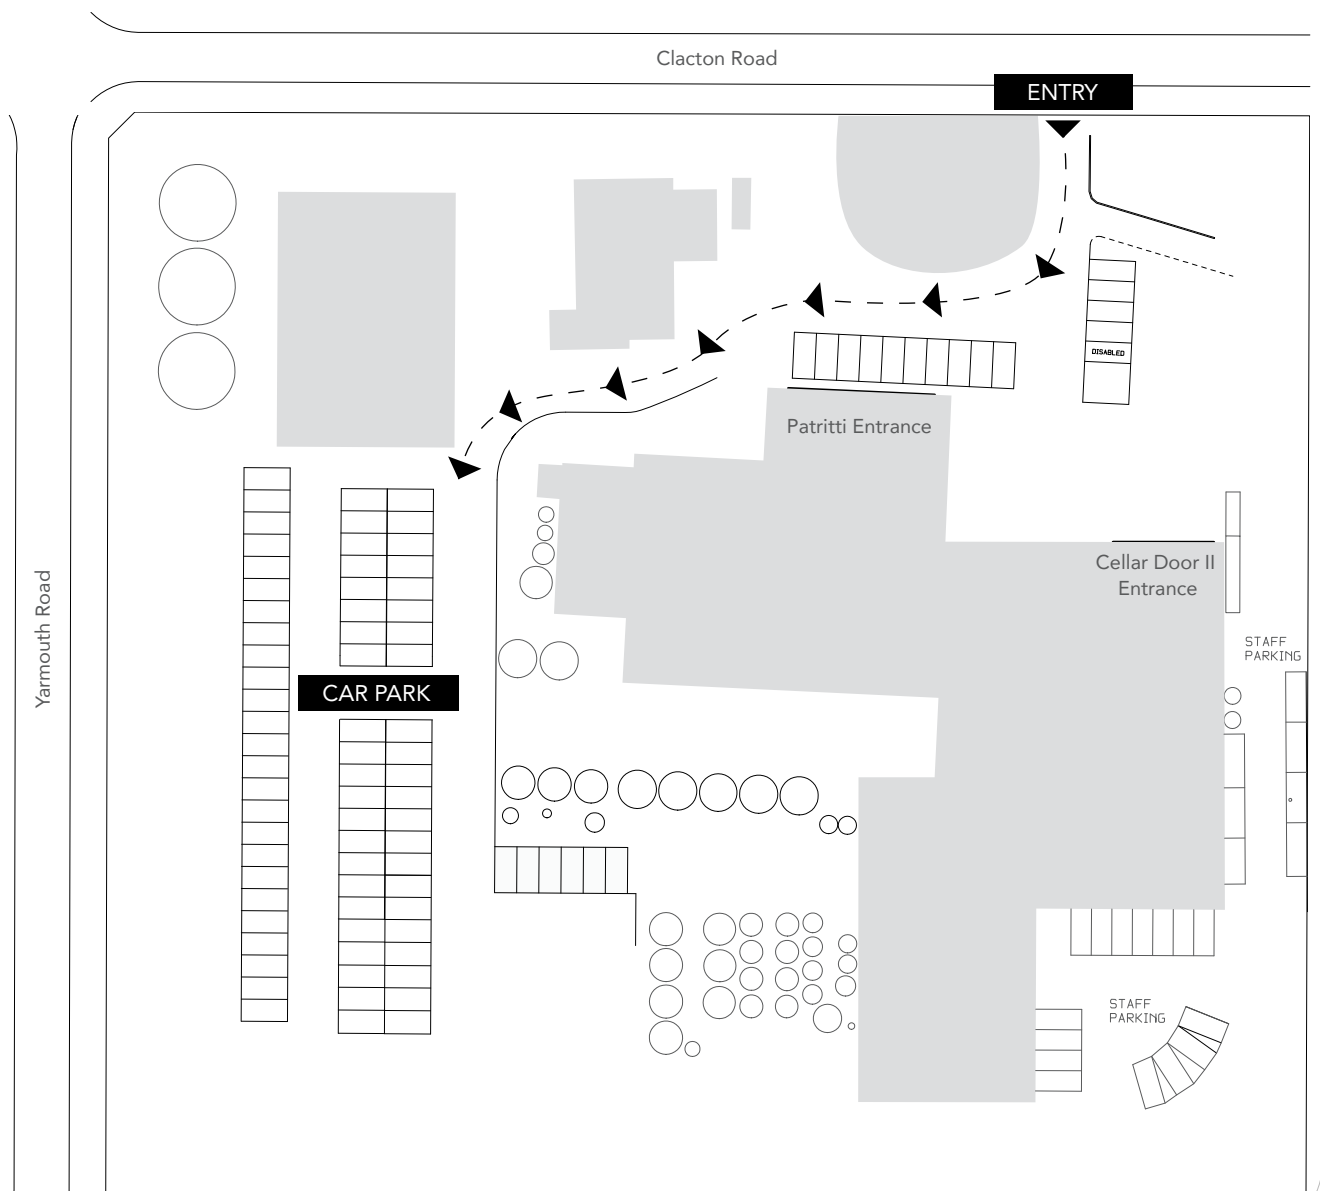 Clacton Road
ENTRY
DISABLED
Patritti Entrance
Cellar Door II
Entrance
Yarmouth Road
STAFF
PARKING
CAR PARK
STAFF
PARKING